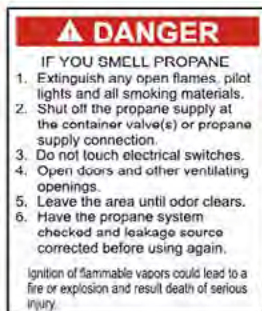 ⚠ DANGER
IF YOU SMELL PROPANE
1. Extinguish any open flames, pilot
lights and all smoking materials.
2. Shut off the propane supply at
the container valve(s) or propane
supply connection.
3. Do not touch electrical switches.
4. Open doors and other ventilating
openings.
5. Leave the area until odor clears.
6. Have the propane system
checked and leakage source
corrected before using again.
Ignition of flammable vapors could lead to a
fire or explosion and result death of serious
injury.